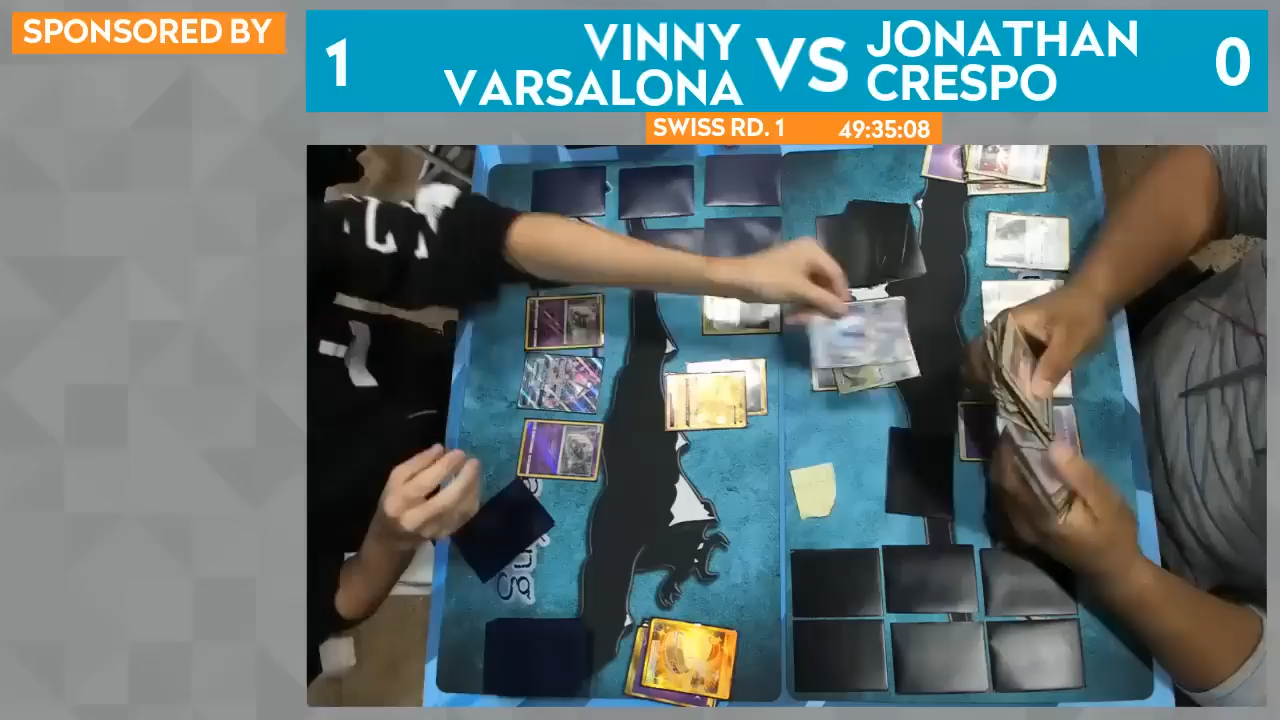 SPONSORED BY
1
VINNY
VARSALONA
VS
JONATHAN
CRESPO
0
SWISS RD. 1
49:35:08